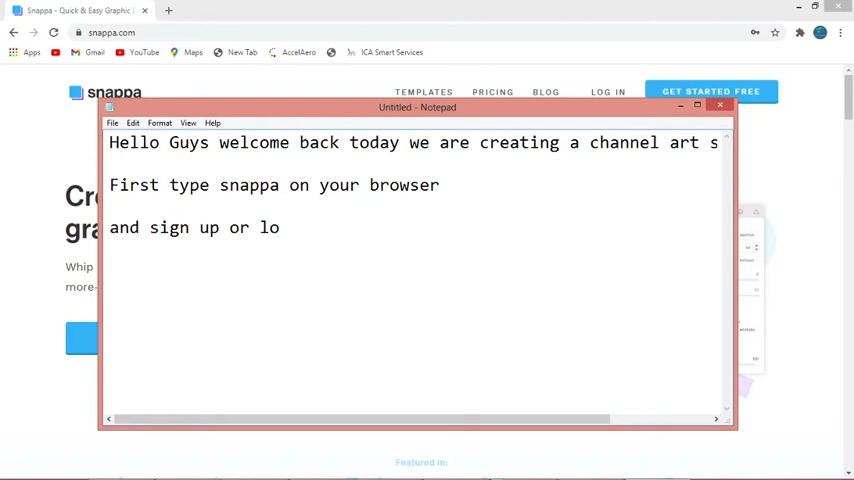 Snappa - Quick & Easy Graphic D
snappa.com
Apps
Gmail
YouTube
Maps
New Tab
AccelAero
ICA Smart Services
snappa
TEMPLATES
PRICING
BLOG
LOG IN
GET STARTED FREE
Untitled - Notepad
File Edit Format View Help
Hello Guys welcome back today we are creating a channel art s
First type snappa on your browser
and sign up or lo
Cre
gra
Whip
more-
Featured in: